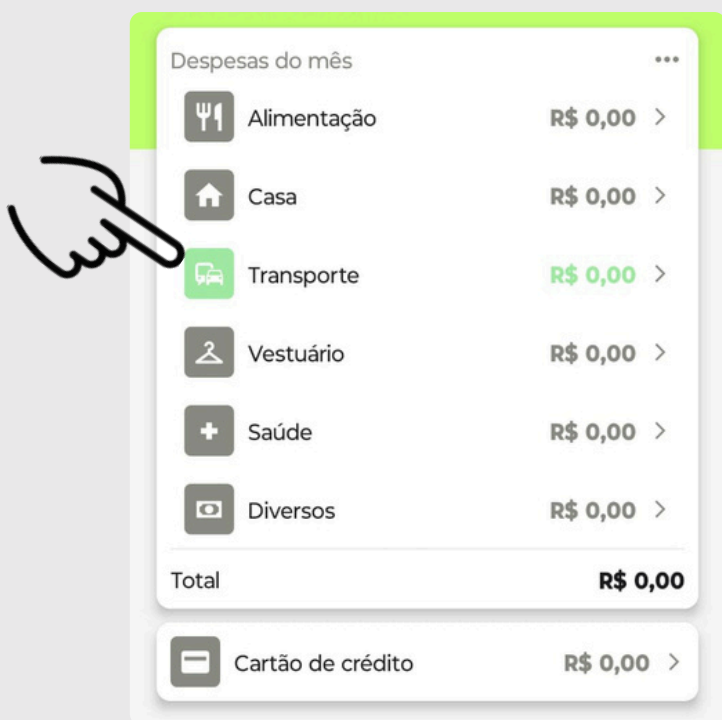 Despesas do mês
Alimentação R$ 0,00
Casa R$ 0,00
Transporte R$ 0,00
Vestuário R$ 0,00
Saúde R$ 0,00
Diversos R$ 0,00
Total R$ 0,00
Cartão de crédito R$ 0,00